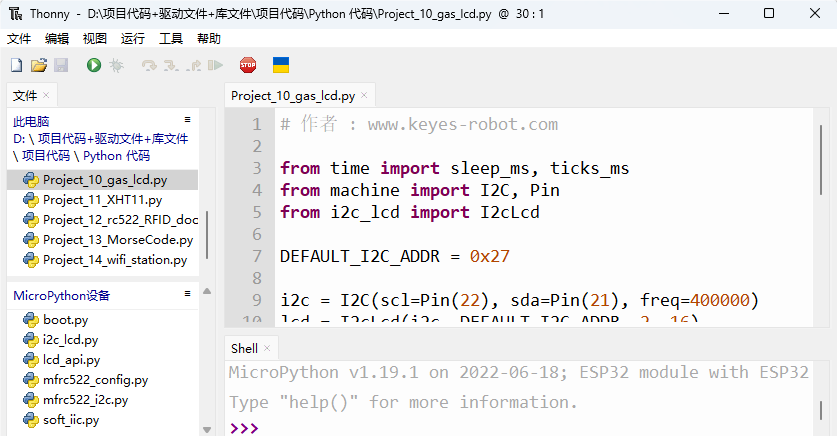 Thonny - D:\项目代码+驱动文件+库文件\项目代码\Python 代码\Project_10_gas_lcd.py @ 30 : 1
文件 编辑 视图 运行 工具 帮助
STOP
文件 ×
此电脑
D: \ 项目代码+驱动文件+库文件
\ 项目代码 \ Python 代码
Project_10_gas_lcd.py
Project_11_XHT11.py
Project_12_rc522_RFID_doc
Project_13_MorseCode.py
Project_14_wifi_station.py
MicroPython设备
boot.py
i2c_lcd.py
lcd_api.py
mfrc522_config.py
mfrc522_i2c.py
soft_iic.py
Project_10_gas_lcd.py ×
1 # 作者 : www.keyes-robot.com
2
3 from time import sleep_ms, ticks_ms
4 from machine import I2C, Pin
5 from i2c_lcd import I2cLcd
6
7 DEFAULT_I2C_ADDR = 0x27
8
9 i2c = I2C(scl=Pin(22), sda=Pin(21), freq=400000)
10 lcd = I2cLcd(i2c, DEFAULT_I2C_ADDR, 2, 16)
Shell ×
MicroPython v1.19.1 on 2022-06-18; ESP32 module with ESP32
Type "help()" for more information.
>>>